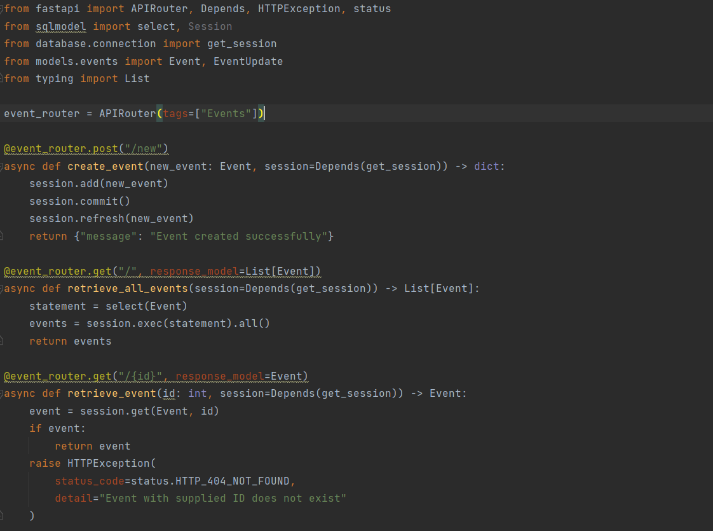 from fastapi import APIRouter, Depends, HTTPException, status
from sqlmodel import select, Session
from database.connection import get_session
from models.events import Event, EventUpdate
from typing import List

event_router = APIRouter(tags=["Events"])

@event_router.post("/new")
async def create_event(new_event: Event, session=Depends(get_session)) -> dict:
    session.add(new_event)
    session.commit()
    session.refresh(new_event)
    return {"message": "Event created successfully"}

@event_router.get("/", response_model=List[Event])
async def retrieve_all_events(session=Depends(get_session)) -> List[Event]:
    statement = select(Event)
    events = session.exec(statement).all()
    return events

@event_router.get("/{id}", response_model=Event)
async def retrieve_event(id: int, session=Depends(get_session)) -> Event:
    event = session.get(Event, id)
    if event:
        return event
    raise HTTPException(
        status_code=status.HTTP_404_NOT_FOUND,
        detail="Event with supplied ID does not exist"
    )